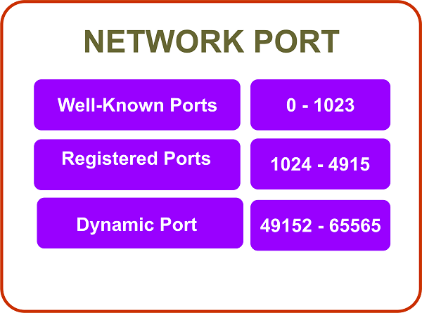 NETWORK PORT
Well-Known Ports 0 - 1023
Registered Ports 1024 - 4915
Dynamic Port 49152 - 65565